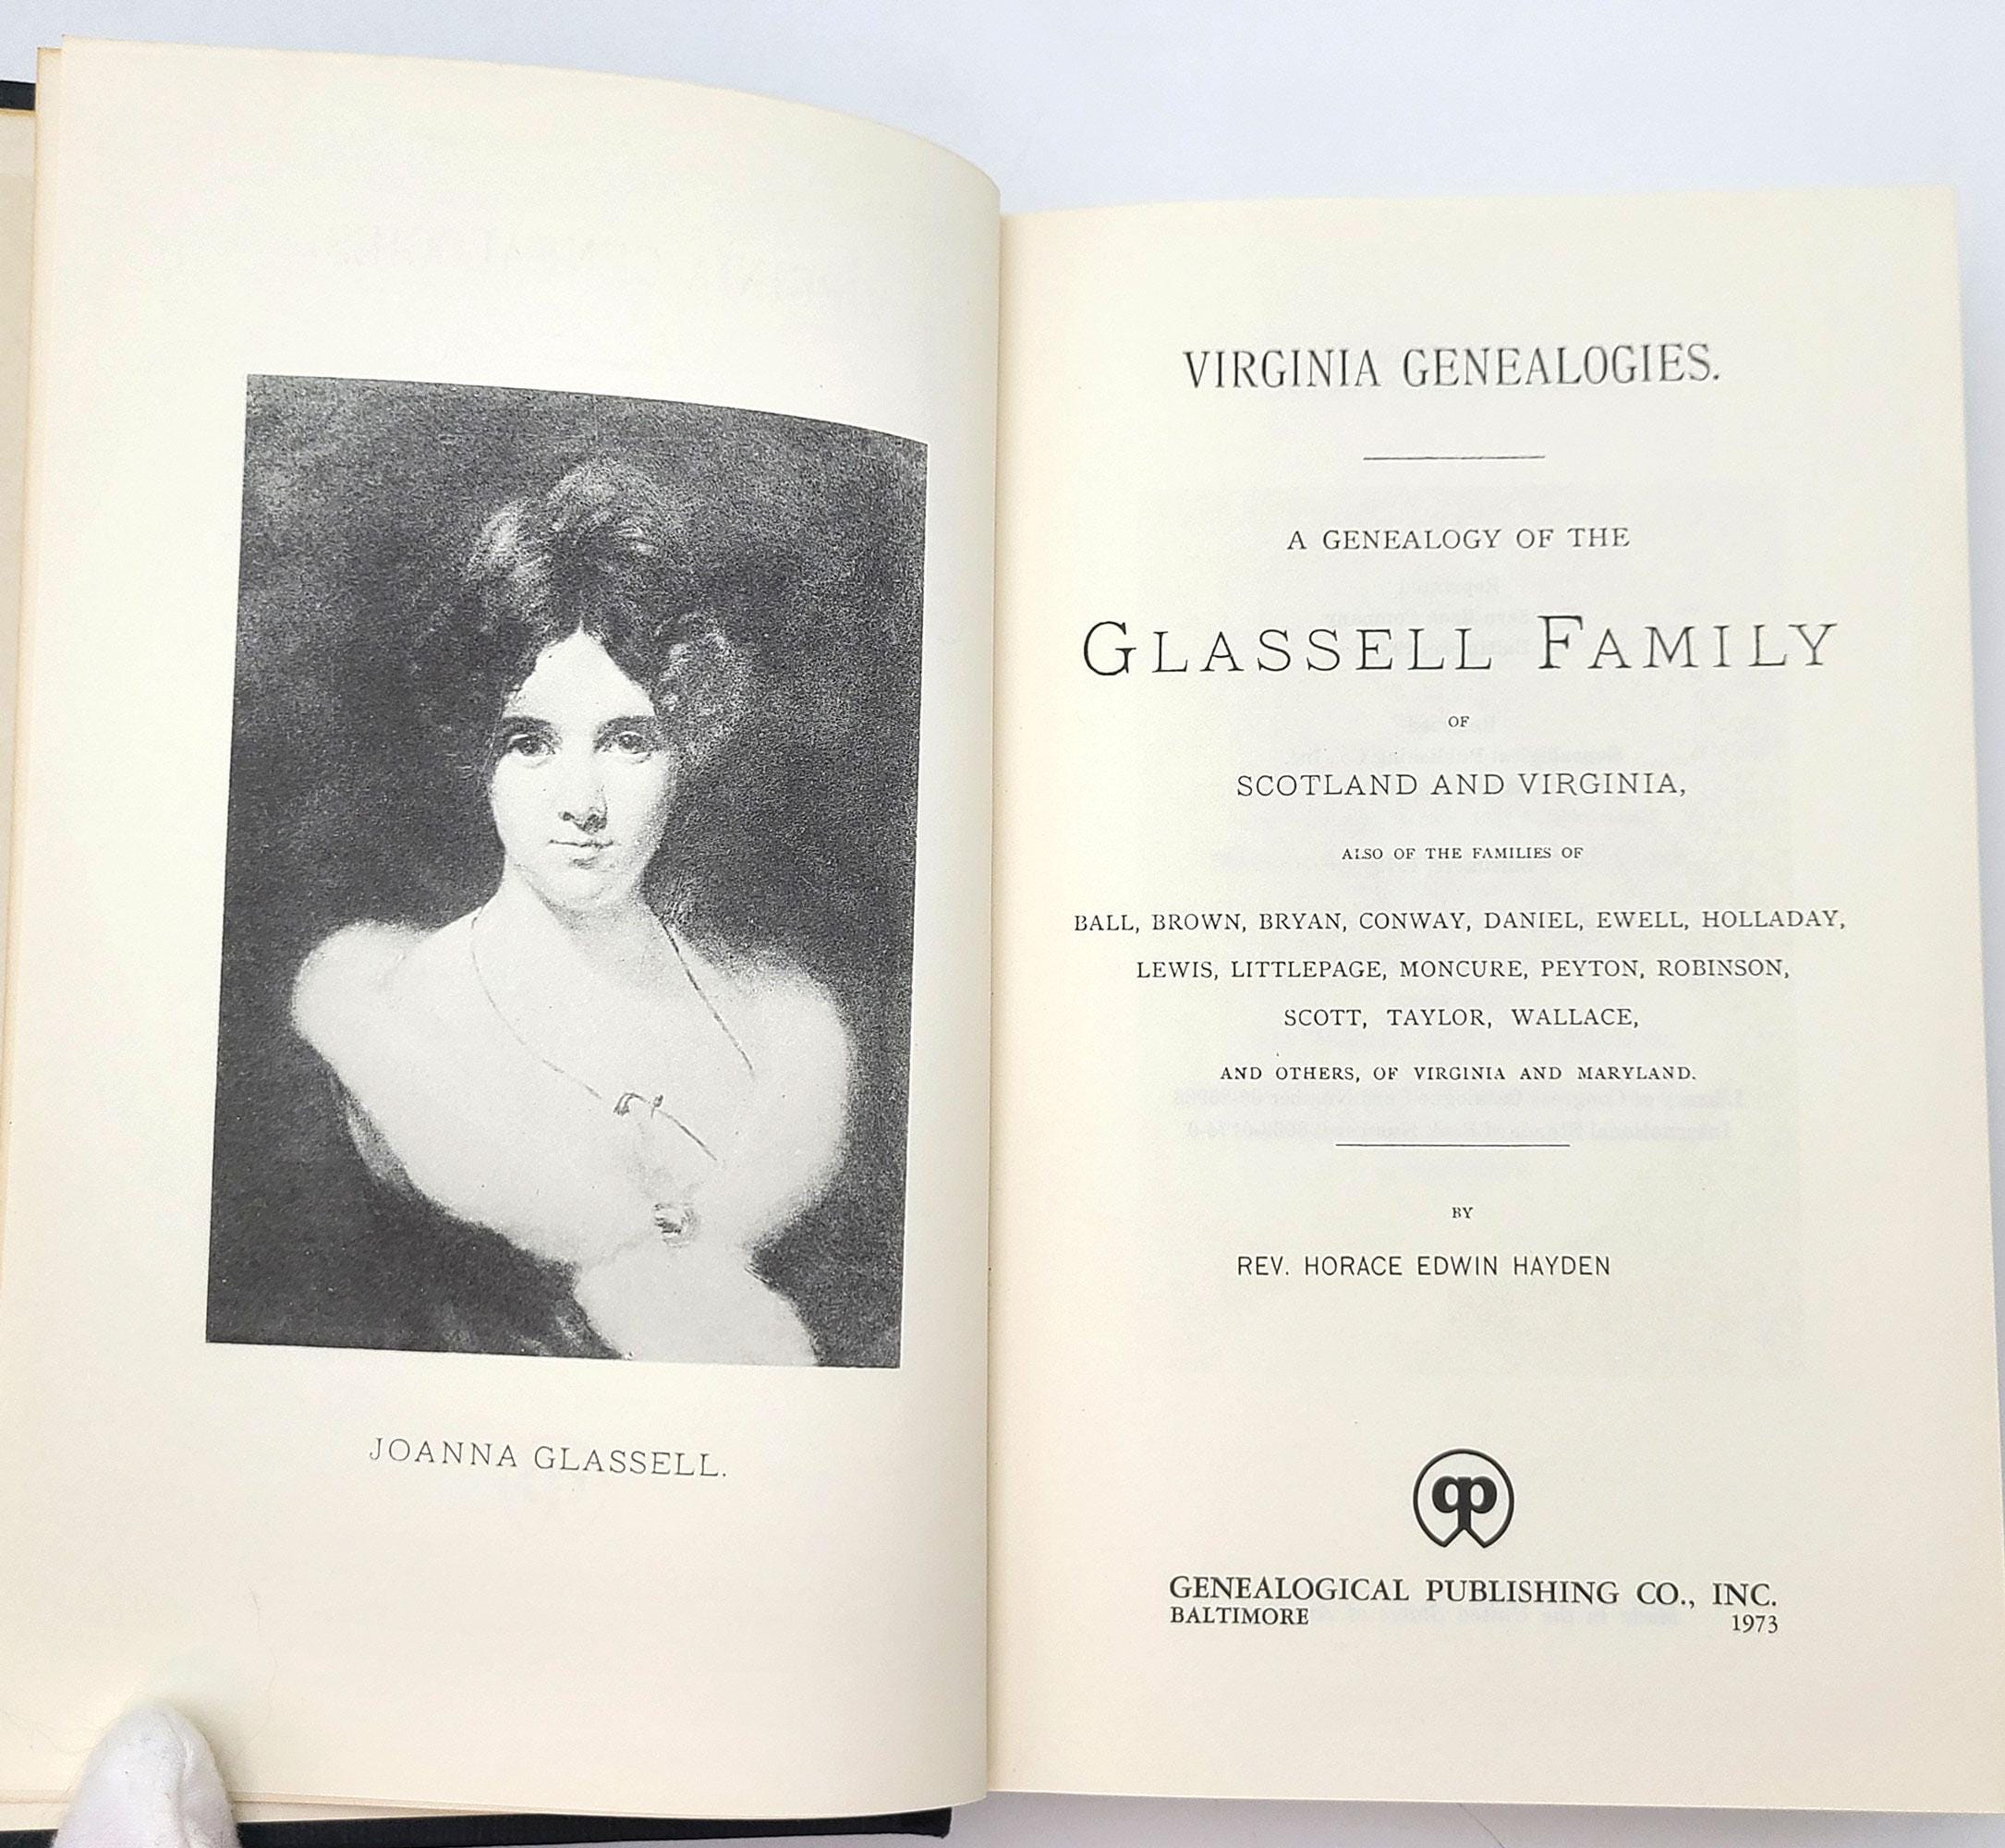 JOANNA GLASSELL.
VIRGINIA GENEALOGIES.
A GENEALOGY OF THE
GLASSELL FAMILY
OF
SCOTLAND AND VIRGINIA,
ALSO OF THE FAMILIES OF
BALL, BROWN, BRYAN, CONWAY, DANIEL, EWELL, HOLLADAY,
LEWIS, LITTLEPAGE, MONCURE, PEYTON, ROBINSON,
SCOTT, TAYLOR, WALLACE,
AND OTHERS, OF VIRGINIA AND MARYLAND.
BY
REV. HORACE EDWIN HAYDEN
gp
GENEALOGICAL PUBLISHING CO., INC.
BALTIMORE 1973